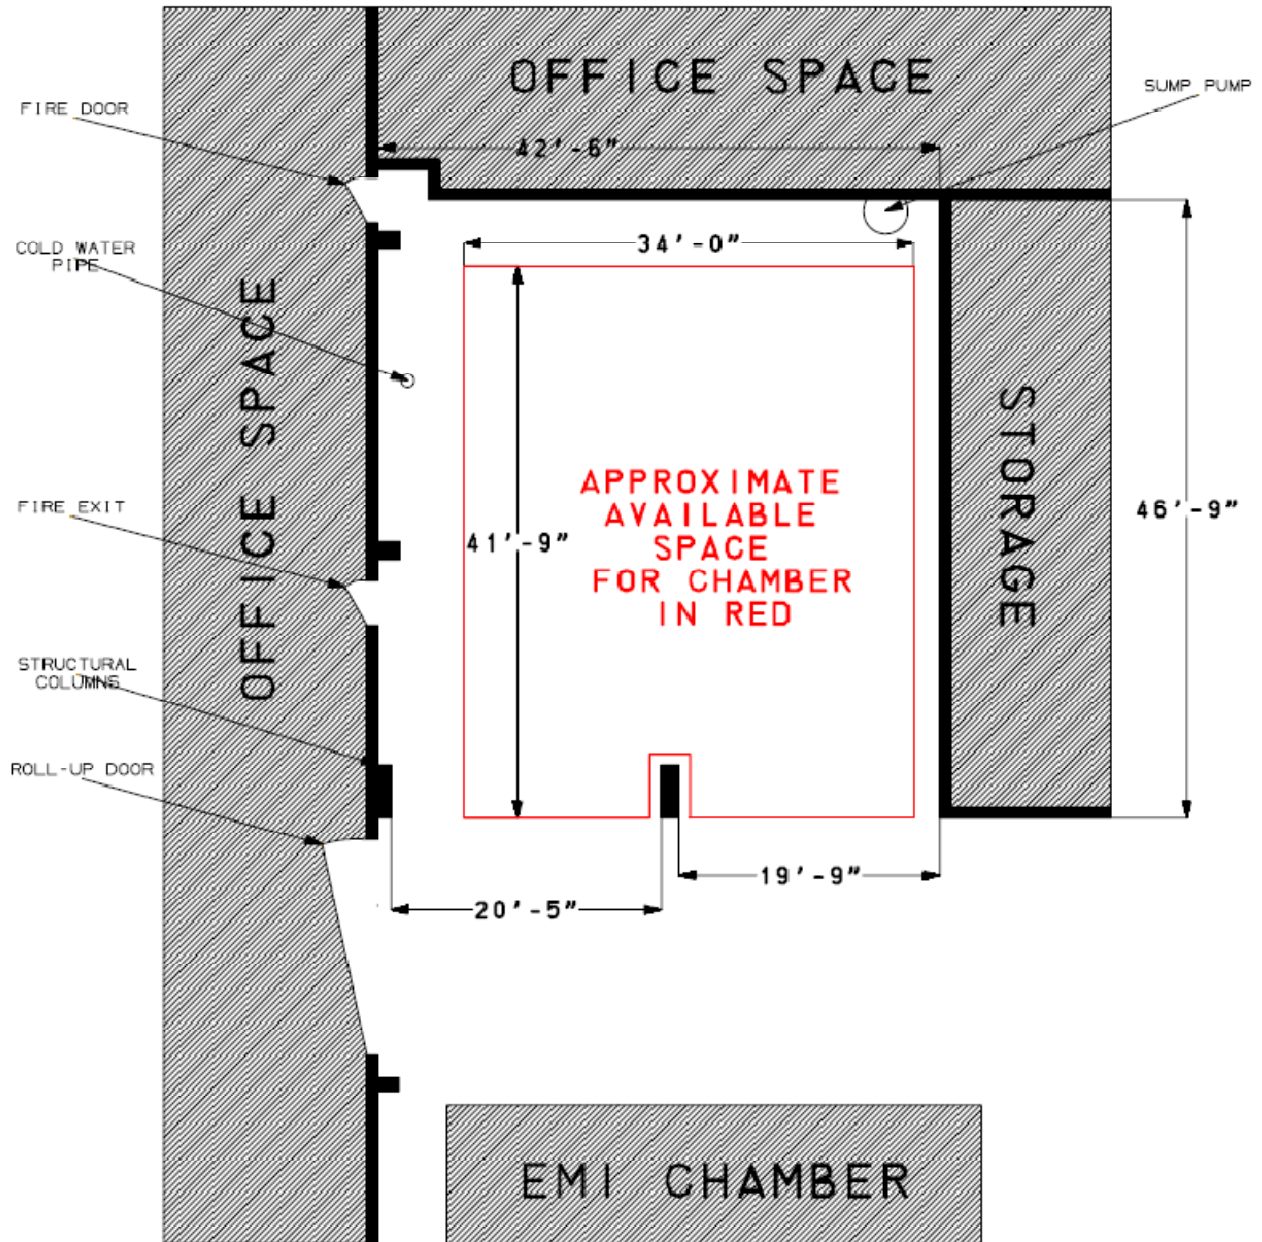 OFFICE SPACE
SUMP PUMP
FIRE DOOR
42'-6"
COLD WATER
PIPE
34'-0"
OFFICE SPACE
STORAGE
APPROXIMATE
AVAILABLE
SPACE
FOR CHAMBER
IN RED
41'-9"
46'-9"
FIRE EXIT
STRUCTURAL
COLUMNS
ROLL-UP DOOR
19'-9"
20'-5"
EMI CHAMBER